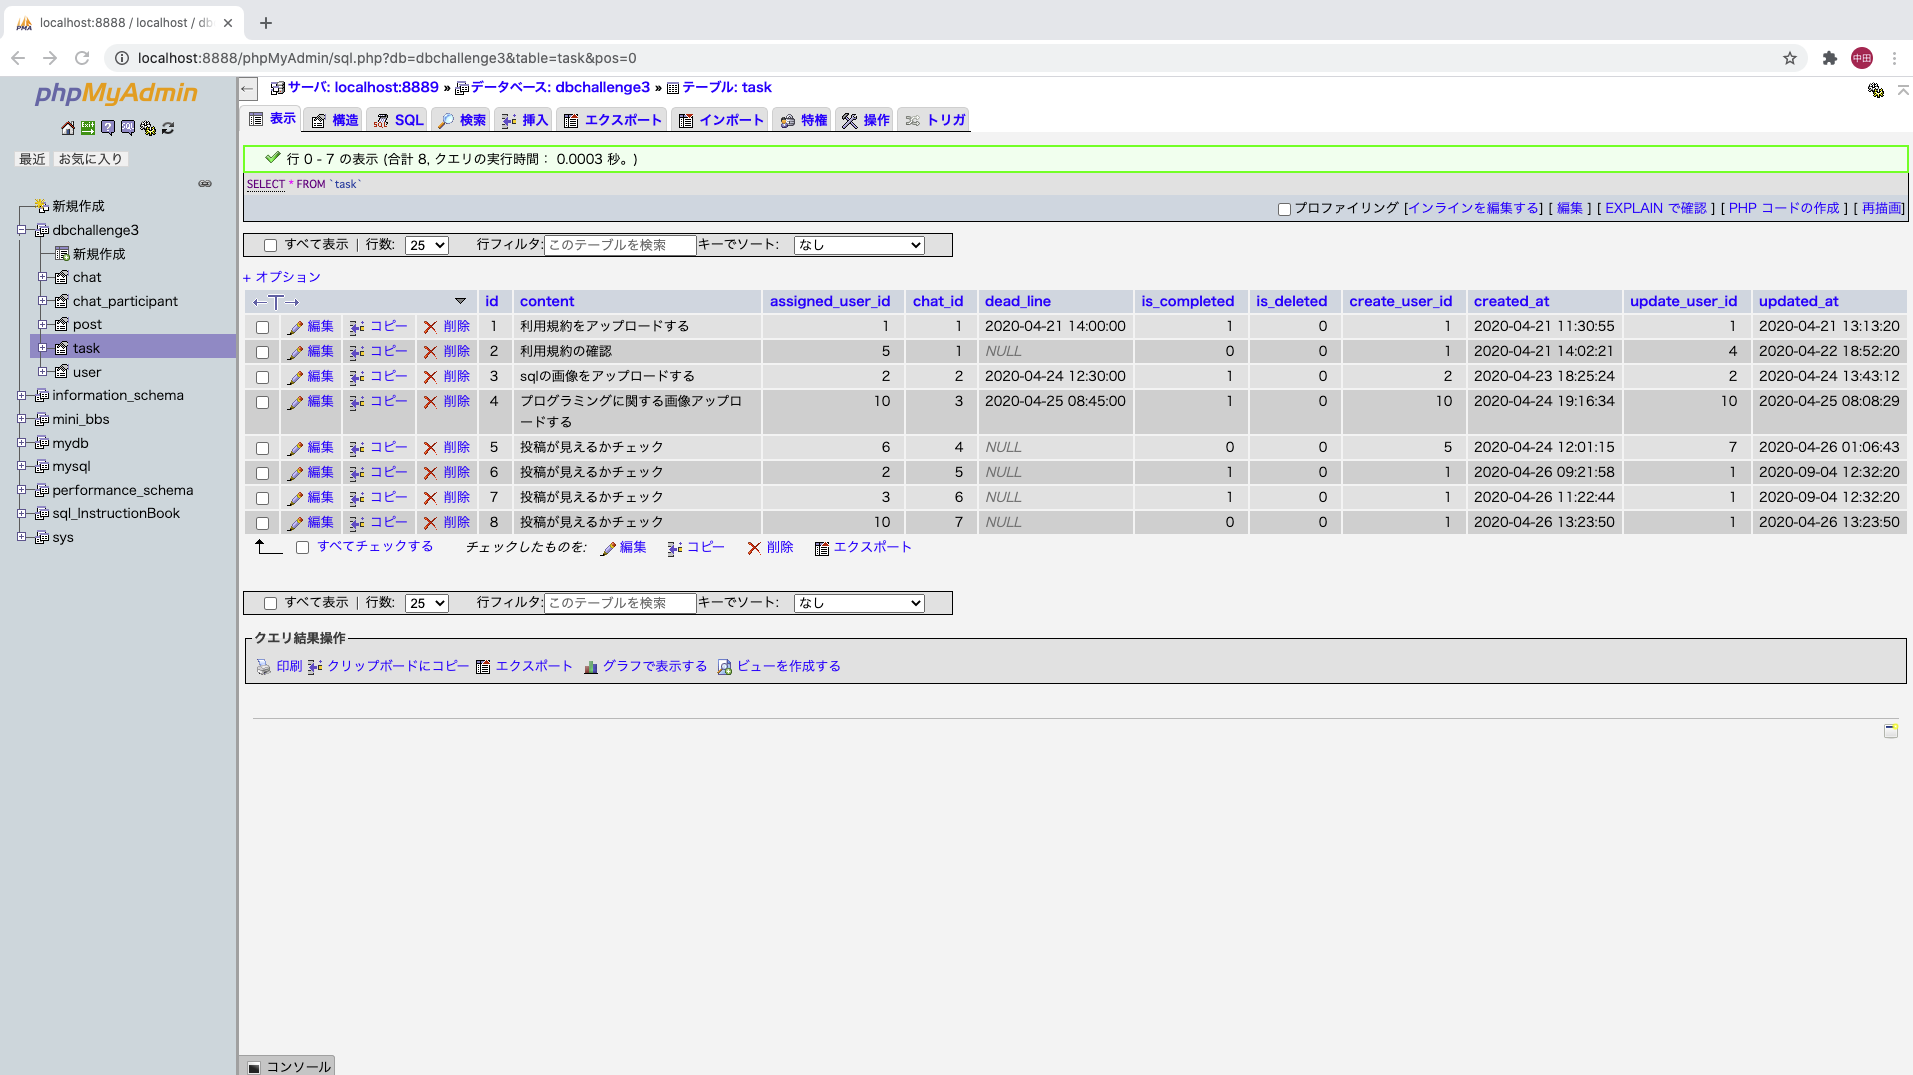 localhost:8888 / localhost / db
localhost:8888/phpMyAdmin/sql.php?db=dbchallenge3&table=task&pos=0
中田
phpMyAdmin
最近 お気に入り
新規作成
dbchallenge3
新規作成
chat
chat_participant
post
task
user
information_schema
mini_bbs
mydb
mysql
performance_schema
sql_InstructionBook
sys
サーバ: localhost:8889 » データベース: dbchallenge3 » テーブル: task
表示 構造 SQL 検索 挿入 エクスポート インポート 特権 操作 トリガ
行 0 - 7 の表示 (合計 8, クエリの実行時間： 0.0003 秒。)
SELECT * FROM `task`
プロファイリング [インラインを編集する] [ 編集 ] [ EXPLAIN で確認 ] [ PHP コードの作成 ] [ 再描画]
すべて表示 | 行数: 25 行フィルタ: このテーブルを検索 キーでソート: なし
+ オプション
←T→ id content assigned_user_id chat_id dead_line is_completed is_deleted create_user_id created_at update_user_id updated_at
編集 コピー 削除 1 利用規約をアップロードする 1 1 2020-04-21 14:00:00 1 0 1 2020-04-21 11:30:55 1 2020-04-21 13:13:20
編集 コピー 削除 2 利用規約の確認 5 1 NULL 0 0 1 2020-04-21 14:02:21 4 2020-04-22 18:52:20
編集 コピー 削除 3 sqlの画像をアップロードする 2 2 2020-04-24 12:30:00 1 0 2 2020-04-23 18:25:24 2 2020-04-24 13:43:12
編集 コピー 削除 4 プログラミングに関する画像アップロ 10 3 2020-04-25 08:45:00 1 0 10 2020-04-24 19:16:34 10 2020-04-25 08:08:29
ードする
編集 コピー 削除 5 投稿が見えるかチェック 6 4 NULL 0 0 5 2020-04-24 12:01:15 7 2020-04-26 01:06:43
編集 コピー 削除 6 投稿が見えるかチェック 2 5 NULL 1 0 1 2020-04-26 09:21:58 1 2020-09-04 12:32:20
編集 コピー 削除 7 投稿が見えるかチェック 3 6 NULL 1 0 1 2020-04-26 11:22:44 1 2020-09-04 12:32:20
編集 コピー 削除 8 投稿が見えるかチェック 10 7 NULL 0 0 1 2020-04-26 13:23:50 1 2020-04-26 13:23:50
すべてチェックする チェックしたものを: 編集 コピー 削除 エクスポート
すべて表示 | 行数: 25 行フィルタ: このテーブルを検索 キーでソート: なし
クエリ結果操作
印刷 クリップボードにコピー エクスポート グラフで表示する ビューを作成する
コンソール